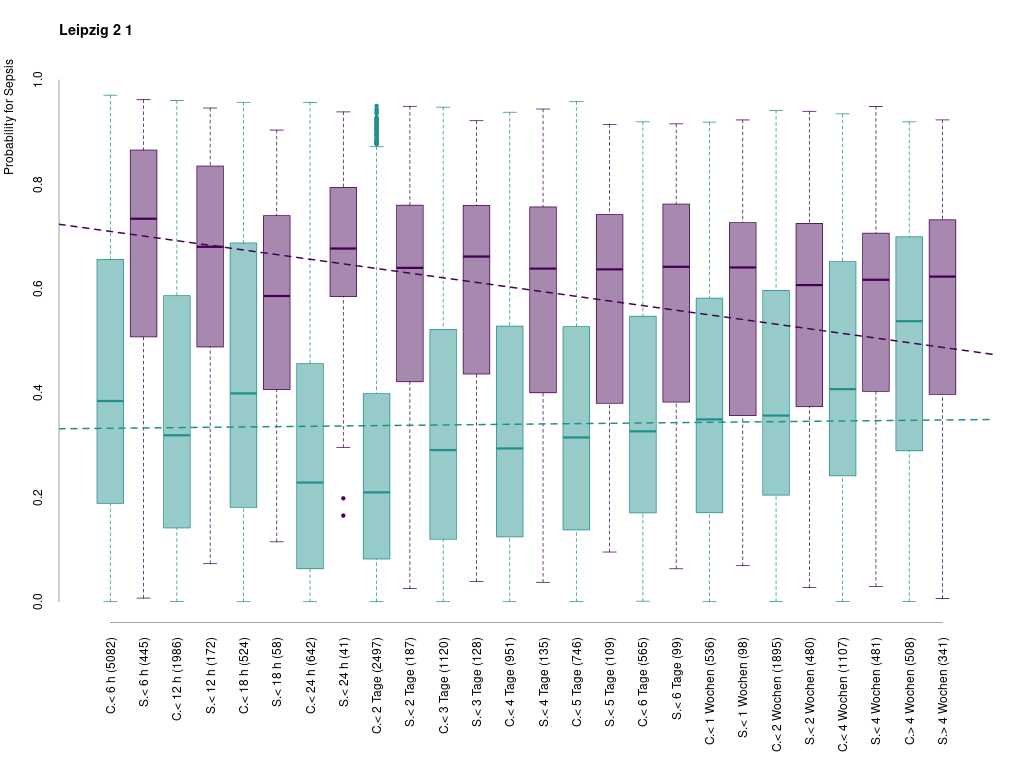 Leipzig 2 1
Probability for Sepsis
1.0
0.8
0.6
0.4
0.2
0.0
C.< 6 h (5082)
S.< 6 h (445)
C.< 12 h (1986)
S.< 12 h (172)
C.< 18 h (524)
S.< 18 h (58)
C.< 24 h (642)
S.< 24 h (41)
C.< 2 Tage (2497)
S.< 2 Tage (187)
C.< 3 Tage (1120)
S.< 3 Tage (128)
C.< 4 Tage (951)
S.< 4 Tage (135)
C.< 5 Tage (746)
S.< 5 Tage (109)
C.< 6 Tage (565)
S.< 6 Tage (99)
C.< 1 Wochen (536)
S.< 1 Wochen (98)
C.< 2 Wochen (1895)
S.< 2 Wochen (480)
C.< 4 Wochen (1107)
S.< 4 Wochen (481)
C.> 4 Wochen (508)
S.> 4 Wochen (341)